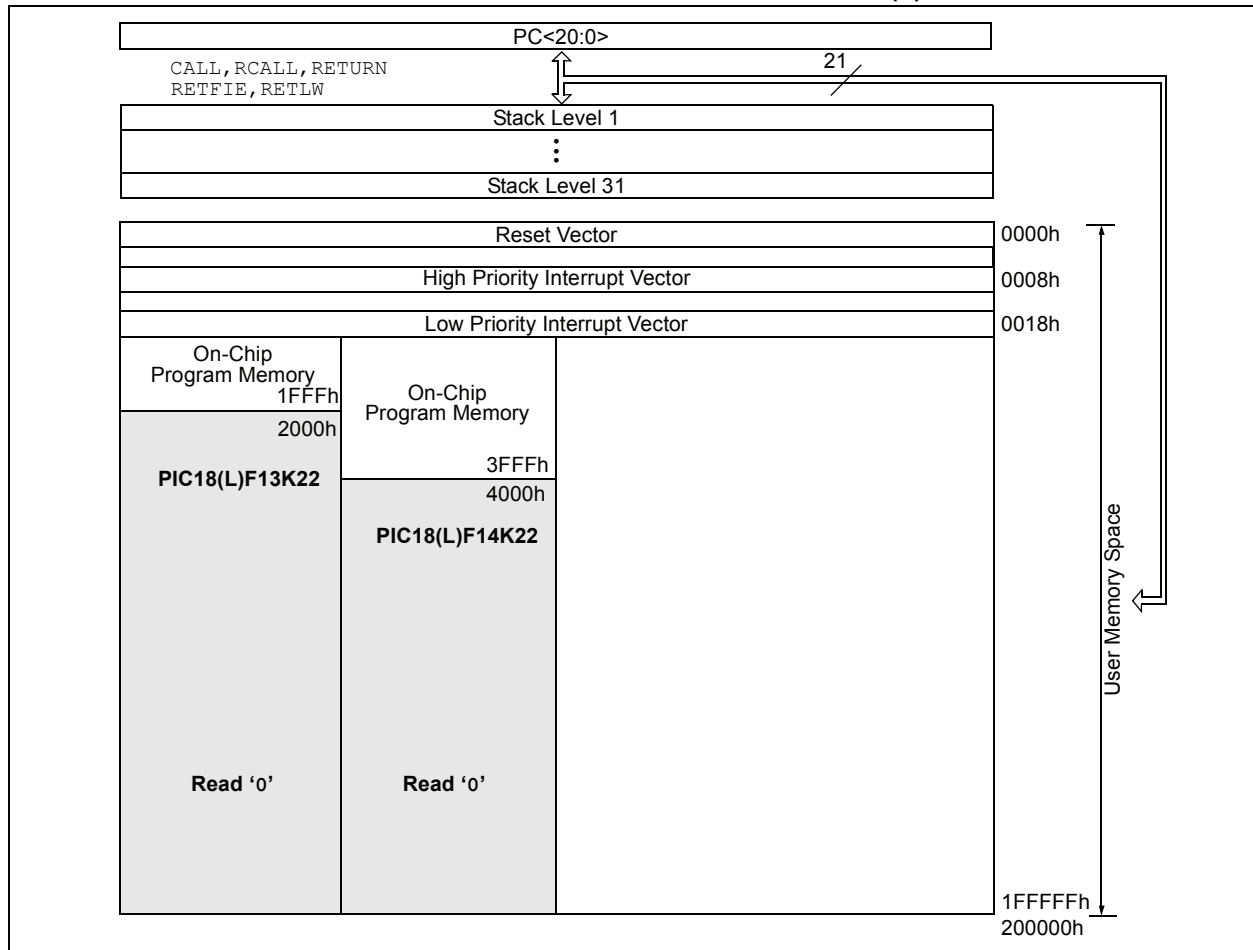 PC<20:0>
CALL,RCALL,RETURN
RETFIE,RETLW
21
Stack Level 1
Stack Level 31
Reset Vector
0000h
High Priority Interrupt Vector
0008h
Low Priority Interrupt Vector
0018h
On-Chip
Program Memory
1FFFh
2000h
PIC18(L)F13K22
Read ‘0’
On-Chip
Program Memory
3FFFh
4000h
PIC18(L)F14K22
Read ‘0’
User Memory Space
1FFFFFh
200000h